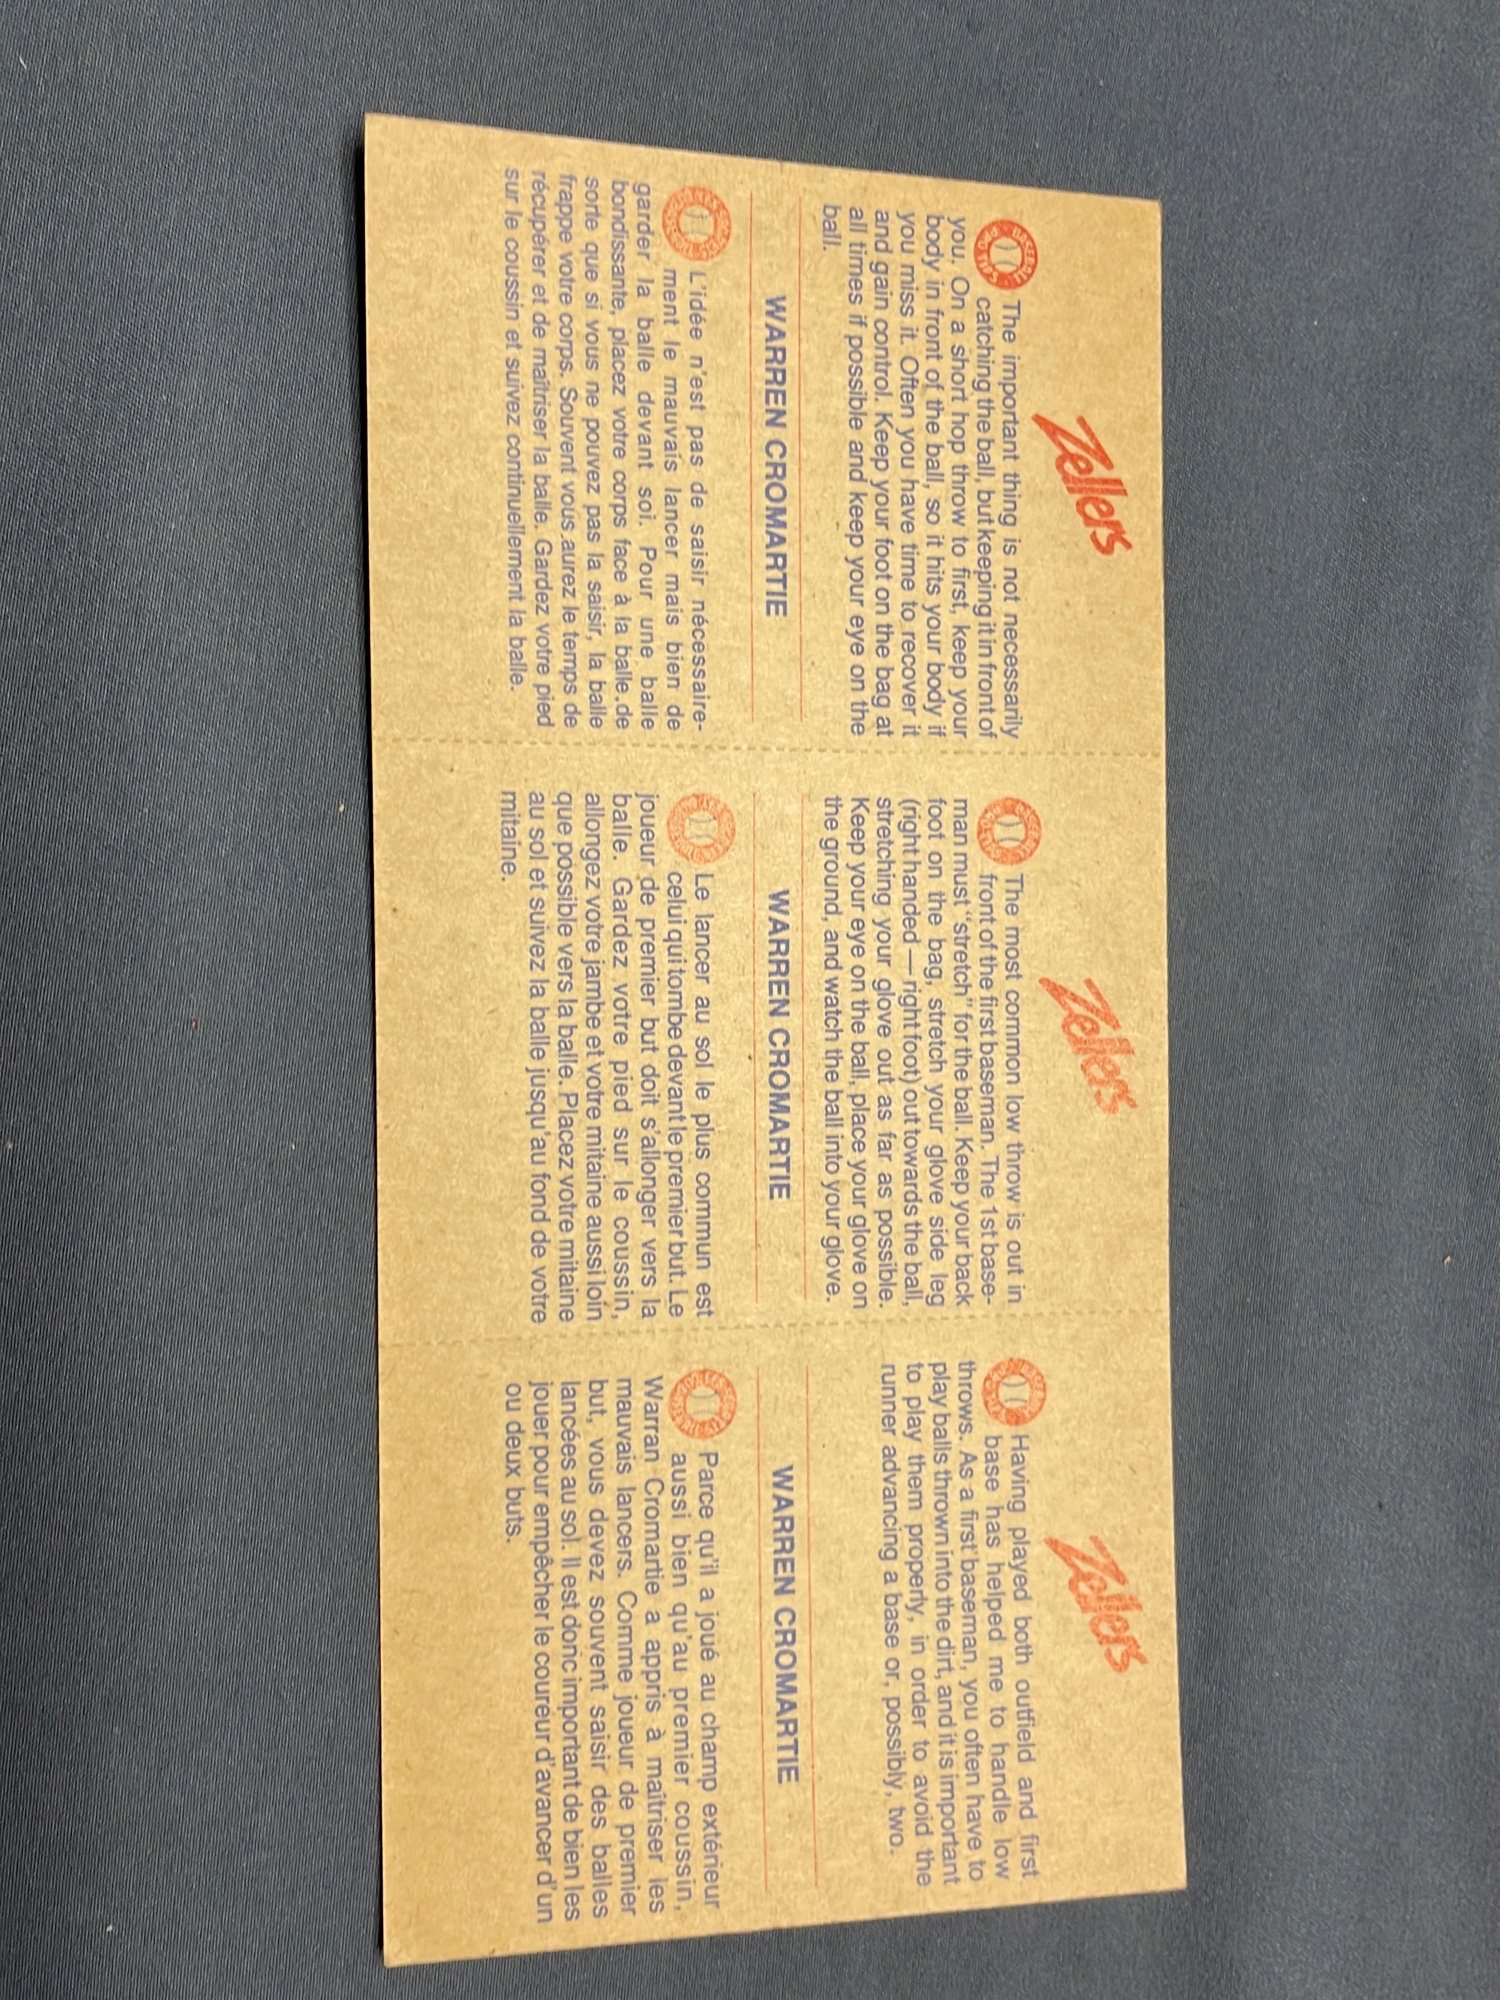 Zellers
BASEBALL PRO-TIPS
The important thing is not necessarily
catching the ball, but keeping it in front of
you. On a short hop throw to first, keep your
body in front of the ball, so it hits your body if
you miss it. Often you have time to recover it
and gain control. Keep your foot on the bag at
all times if possible and keep your eye on the
ball.
WARREN CROMARTIE
L'idée n'est pas de saisir nécessaire-
ment le mauvais lancer mais bien de
garder la balle devant soi. Pour une balle
bondissante, placez votre corps face à la balle, de
sorte que si vous ne pouvez pas la saisir, la balle
frappe votre corps. Souvent vous aurez le temps de
récupérer et de maîtriser la balle. Gardez votre pied
sur le coussin et suivez continuellement la balle.
Zellers
The most common low throw is out in
front of the first baseman. The 1st base-
man must "stretch" for the ball. Keep your back
foot on the bag, stretch your glove side leg
(right handed — right foot) out towards the ball,
stretching your glove out as far as possible.
Keep your eye on the ball, place your glove on
the ground, and watch the ball into your glove.
WARREN CROMARTIE
Le lancer au sol le plus commun est
celui qui tombe devant le premier but. Le
joueur de premier but doit s'allonger vers la
balle. Gardez votre pied sur le coussin,
allongez votre jambe et votre mitaine aussi loin
que possible vers la balle. Placez votre mitaine
au sol et suivez la balle jusqu'au fond de votre
mitaine.
Zellers
Having played both outfield and first
base has helped me to handle low
throws. As a first baseman, you often have to
play balls thrown into the dirt, and it is important
to play them properly, in order to avoid the
runner advancing a base or, possibly, two.
WARREN CROMARTIE
Parce qu'il a joué au champ extérieur
aussi bien qu'au premier coussin,
Warran Cromartie a appris à maîtriser les
mauvais lancers. Comme joueur de premier
but, vous devez souvent saisir des balles
lancées au sol. Il est donc important de bien les
jouer pour empêcher le coureur d'avancer d'un
ou deux buts.